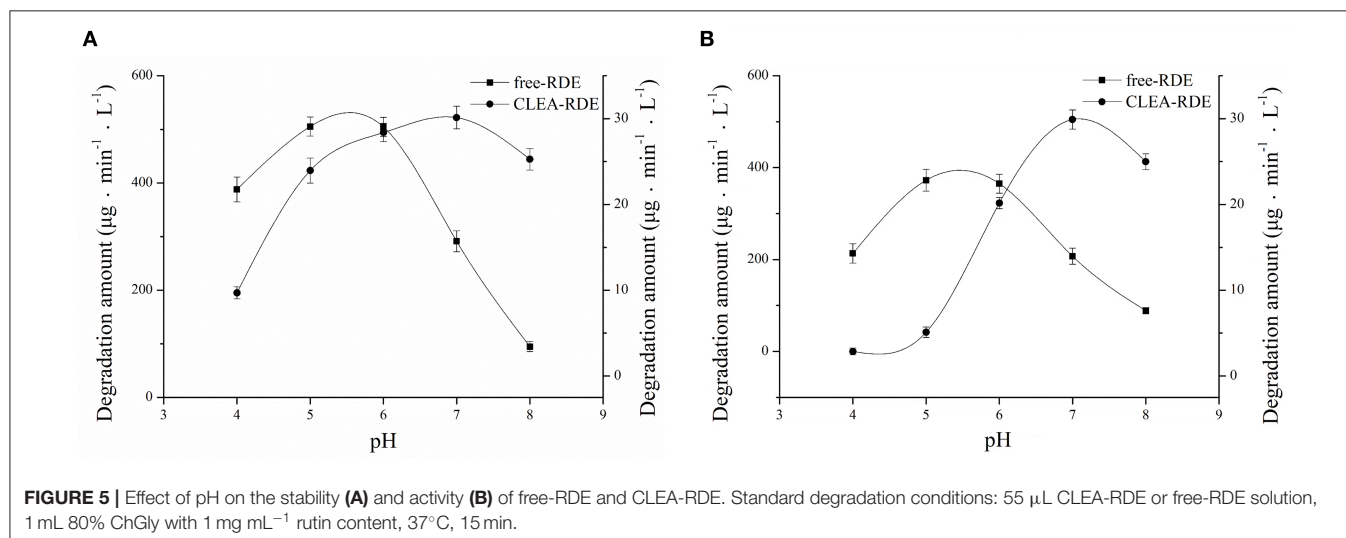 A
B
600
400
200
0
Degradation amount (μg · min⁻¹ · L⁻¹)
free-RDE
CLEA-RDE
30
20
10
0
Degradation amount (μg · min⁻¹ · L⁻¹)
3 4 5 6 7 8 9
pH
600
400
200
0
Degradation amount (μg · min⁻¹ · L⁻¹)
free-RDE
CLEA-RDE
30
20
10
0
Degradation amount (μg · min⁻¹ · L⁻¹)
3 4 5 6 7 8 9
pH
FIGURE 5 | Effect of pH on the stability (A) and activity (B) of free-RDE and CLEA-RDE. Standard degradation conditions: 55 μL CLEA-RDE or free-RDE solution,
1 mL 80% ChGly with 1 mg mL⁻¹ rutin content, 37°C, 15 min.